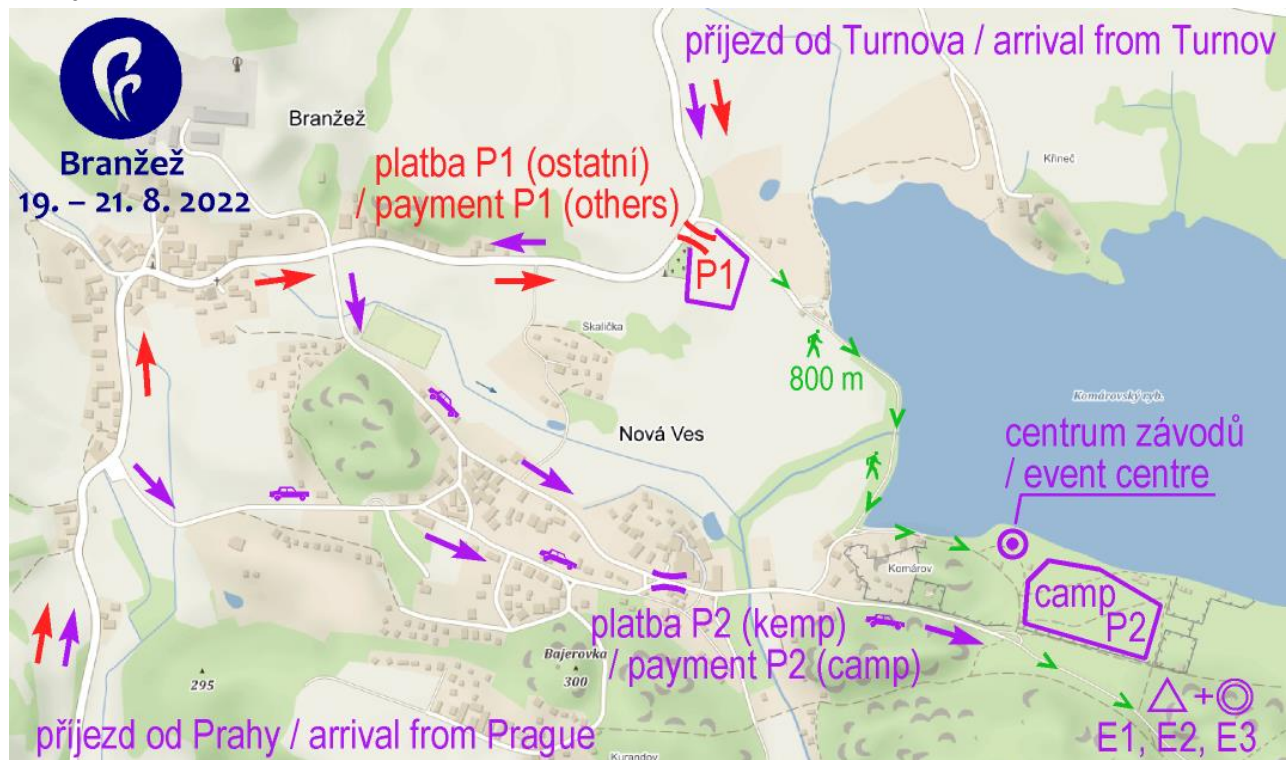 příjezd od Turnova / arrival from Turnov
Branžež
19. – 21. 8. 2022
Branžež
platba P1 (ostatní)
/ payment P1 (others)
P1
Křineč
Skalička
800 m
Komárovský ryb.
Nová Ves
centrum závodů
/ event centre
Komárov
camp
P2
platba P2 (kemp)
/ payment P2 (camp)
Bajerovka
300
295
příjezd od Prahy / arrival from Prague
Kurandov
+
E1, E2, E3